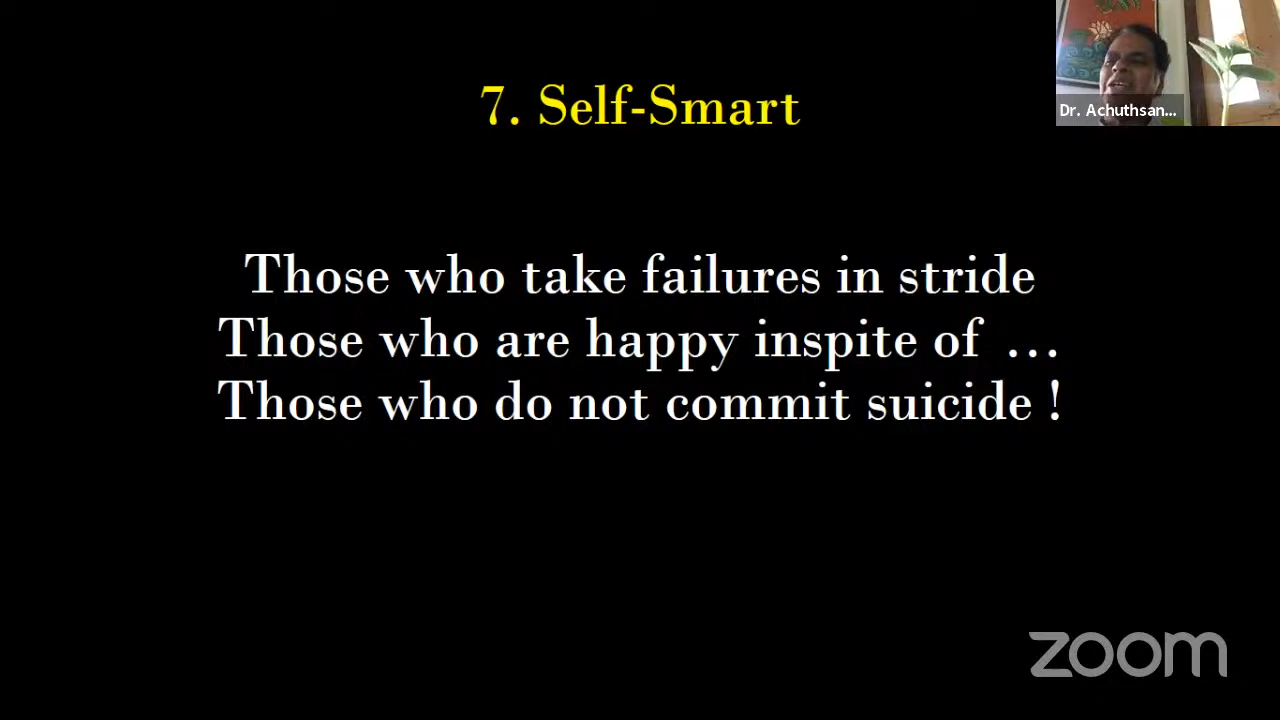 7. Self-Smart
Dr. Achuthsan...
Those who take failures in stride
Those who are happy inspite of ...
Those who do not commit suicide !
zoom